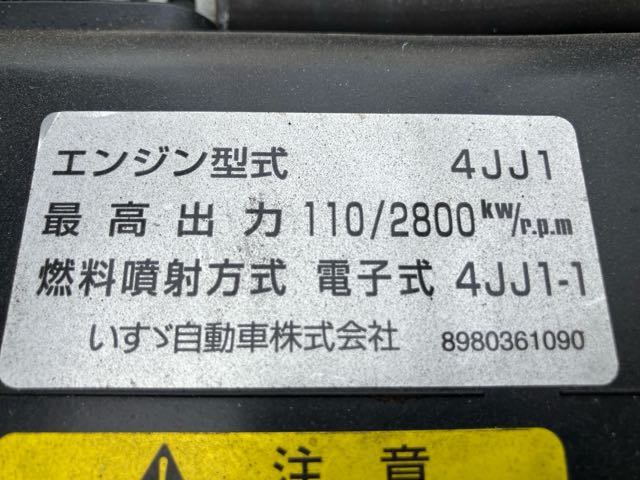 エンジン型式 4JJ1
最高出力 110/2800 kw/r.p.m
燃料噴射方式 電子式 4JJ1-1
いすゞ自動車株式会社 8980361090
注意